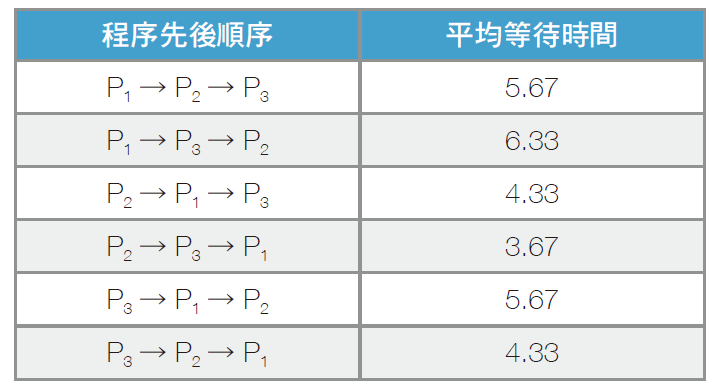 程序先後順序 平均等待時間
P₁ → P₂ → P₃ 5.67
P₁ → P₃ → P₂ 6.33
P₂ → P₁ → P₃ 4.33
P₂ → P₃ → P₁ 3.67
P₃ → P₁ → P₂ 5.67
P₃ → P₂ → P₁ 4.33